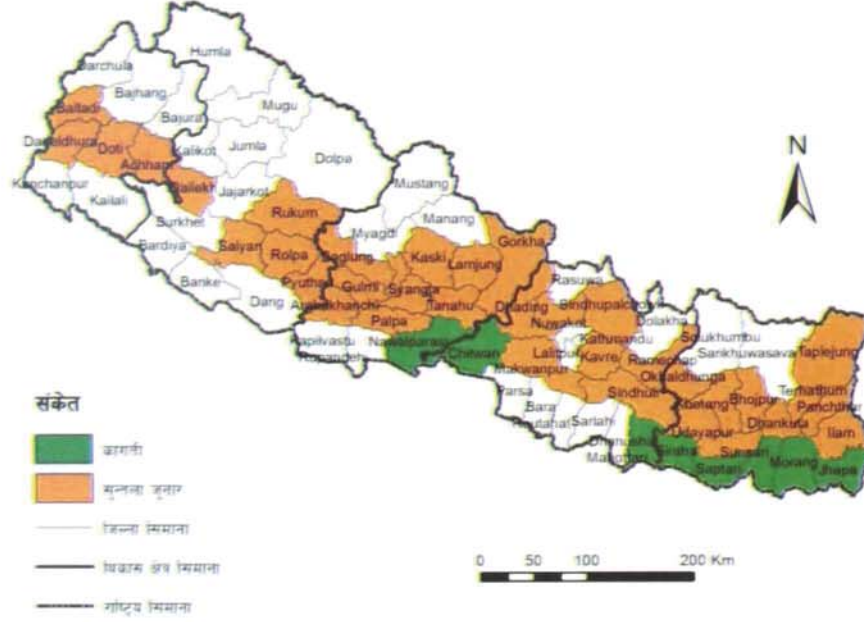 Humla
Darchula
Bajhang
Mugu
Baitadi
Bajura
Jumla
Dadeldhura
Doti
Kalikot
Dolpa
Achham
N
Dailekh
Mustang
Kanchanpur
Jajarkot
Kailali
Manang
Surkhet
Rukum
Myagdi
Gorkha
Bardiya
Salyan
Kaski
Rolpa
Baglung
Lamjung
Rasuwa
Banke
Pyuthan
Gulmi
Syangja
Dhading
Sindhupalchowk
Dang
Arghakhanchi
Tanahu
Nuwakot
Dolakha
Solukhumbu
Palpa
Kathmandu
Taplejung
Kapilvastu
Nawalparasi
Lalitpur
Kavre
Ramechhap
Sankhuwasava
Rupandehi
Chitwan
Makwanpur
Okhaldhunga
Terhathum
Parsa
Sindhuli
Khotang
Bhojpur
Panchthar
Bara
Dhankuta
Rautahat
Sarlahi
Udayapur
Ilam
Dhanusha
Siraha
Sunsari
Mahottari
Saptari
Morang
Jhapa
संकेत
कागती
सुन्तला जुनार
जिल्ला सिमाना
विकास क्षेत्र सिमाना
राष्ट्रिय सिमाना
0 50 100 200 Km